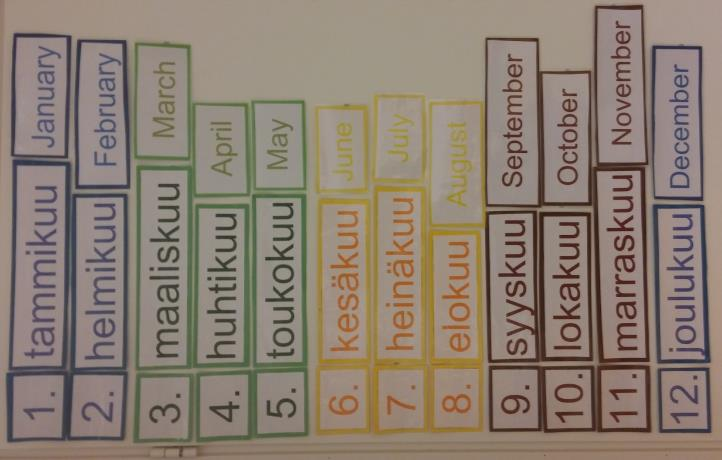 1. tammikuu January
2. helmikuu February
3. maaliskuu March
4. huhtikuu April
5. toukokuu May
6. kesäkuu June
7. heinäkuu July
8. elokuu August
9. syyskuu September
10. lokakuu October
11. marraskuu November
12. joulukuu December